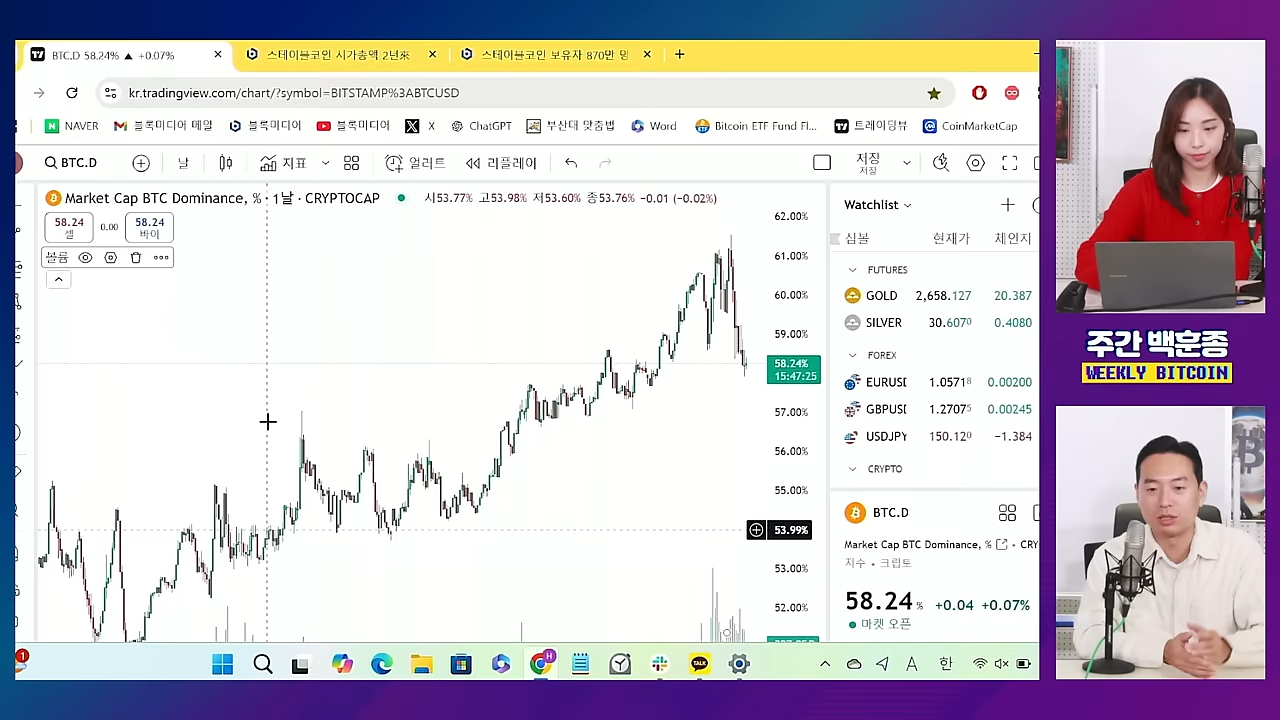 BTC.D 58.24% ▲ +0.07%
스테이블코인 시가총액 2년來
스테이블코인 보유자 870만 명
kr.tradingview.com/chart/?symbol=BITSTAMP%3ABTCUSD
NAVER
블록미디어 메일
블록미디어
블록미디어
X
ChatGPT
부산대 맞춤법
Word
Bitcoin ETF Fund Fl...
트레이딩뷰
CoinMarketCap
BTC.D
날
지표
얼러트
리플레이
저장
저장
Market Cap BTC Dominance, % · 1날 · CRYPTOCAP
시53.77% 고53.98% 저53.60% 종53.76% −0.01 (−0.02%)
58.24
셀
0.00
58.24
바이
볼륨
62.00%
61.00%
60.00%
59.00%
58.24%
15:47:25
57.00%
56.00%
55.00%
53.99%
53.00%
52.00%
Watchlist
심볼 현재가 체인지
FUTURES
GOLD 2,658.127 20.387
SILVER 30.6070 0.4080
FOREX
EURUSI 1.05718 0.00200
GBPUSI 1.27075 0.00245
USDJPY 150.120 −1.384
CRYPTO
BTC.D
Market Cap BTC Dominance, % · CRY
지수 • 크립토
58.24 % +0.04 +0.07%
마켓 오픈
주간 백훈종
WEEKLY BITCOIN
1
H
TALK
A
한